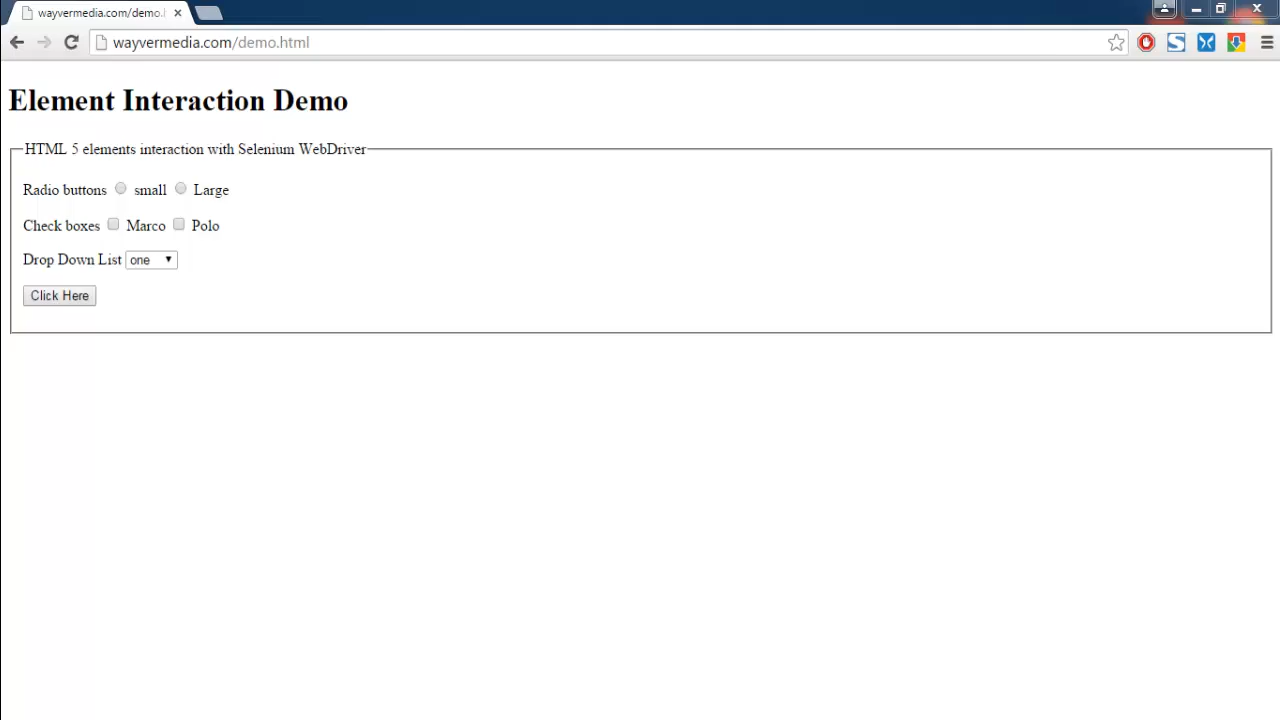 wayvermedia.com/demo.
wayvermedia.com/demo.html
Element Interaction Demo
HTML 5 elements interaction with Selenium WebDriver
Radio buttons small Large
Check boxes Marco Polo
Drop Down List one
Click Here